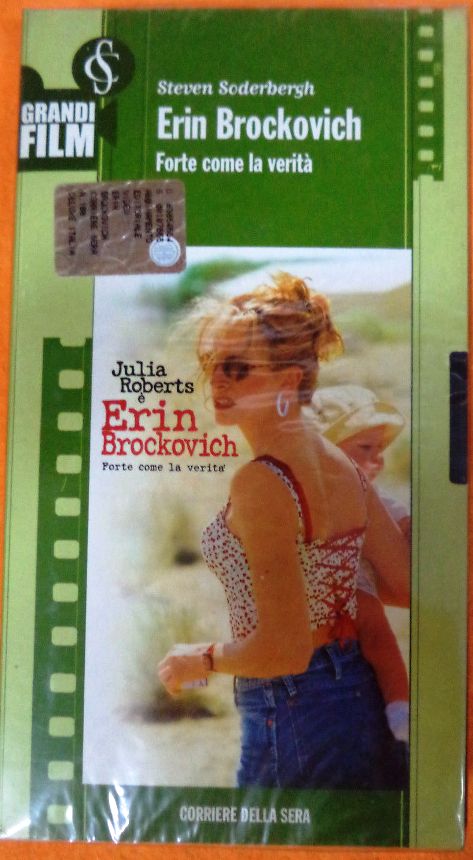 CS
GRANDI
FILM
Steven Soderbergh
Erin Brockovich
Forte come la verità
Julia
Roberts
è
Erin
Brockovich
Forte come la verita'
CORRIERE DELLA SERA